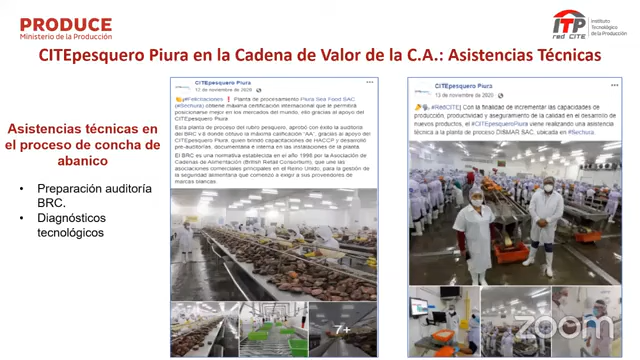 PRODUCE
Ministerio de la Producción
ITP
red CITE
Instituto
Tecnológico
de la Producción
CITEpesquero Piura en la Cadena de Valor de la C.A.: Asistencias Técnicas
Asistencias técnicas en
el proceso de concha de
abanico
• Preparación auditoría
BRC.
• Diagnósticos
tecnológicos
CITEpesquero Piura
12 de noviembre de 2020
#Felicitaciones Planta de procesamiento Piura Sea Food SAC
(#Sechura) obtiene máxima certificación internacional que le permitirá
posicionarse mejor en los mercados del mundo, ello gracias al apoyo del
CITEpesquero Piura
Esta planta de proceso del rubro pesquero, aprobó con éxito la auditoría del
BRC v 8 donde obtuvo la máxima aprobación "AA", gracias al apoyo del
CITEpesquero Piura, quien brindó capacitaciones de HACCP y desarrolló
pre-auditorías, documentaria e interna en las instalaciones de la planta.
El BRC es una normativa establecida en el año 1998 por la Asociación de
Cadenas de Alimentación (British Retail Consortium), que une las
asociaciones comerciales principales en el Reino Unido, para la gestión de
la seguridad alimentaria que comenzó a exigir a sus proveedores de
marcas blancas.
7+
CITEpesquero Piura
13 de noviembre de 2020
#RedCITE| Con la finalidad de incrementar las capacidades de
producción, productividad y aseguramiento de la calidad en el desarrollo de
nuevos productos, el #CITEpesqueroPiura viene realizando una asistencia
técnica a la planta de proceso DISMAR SAC, ubicada en #Sechura.
zoom